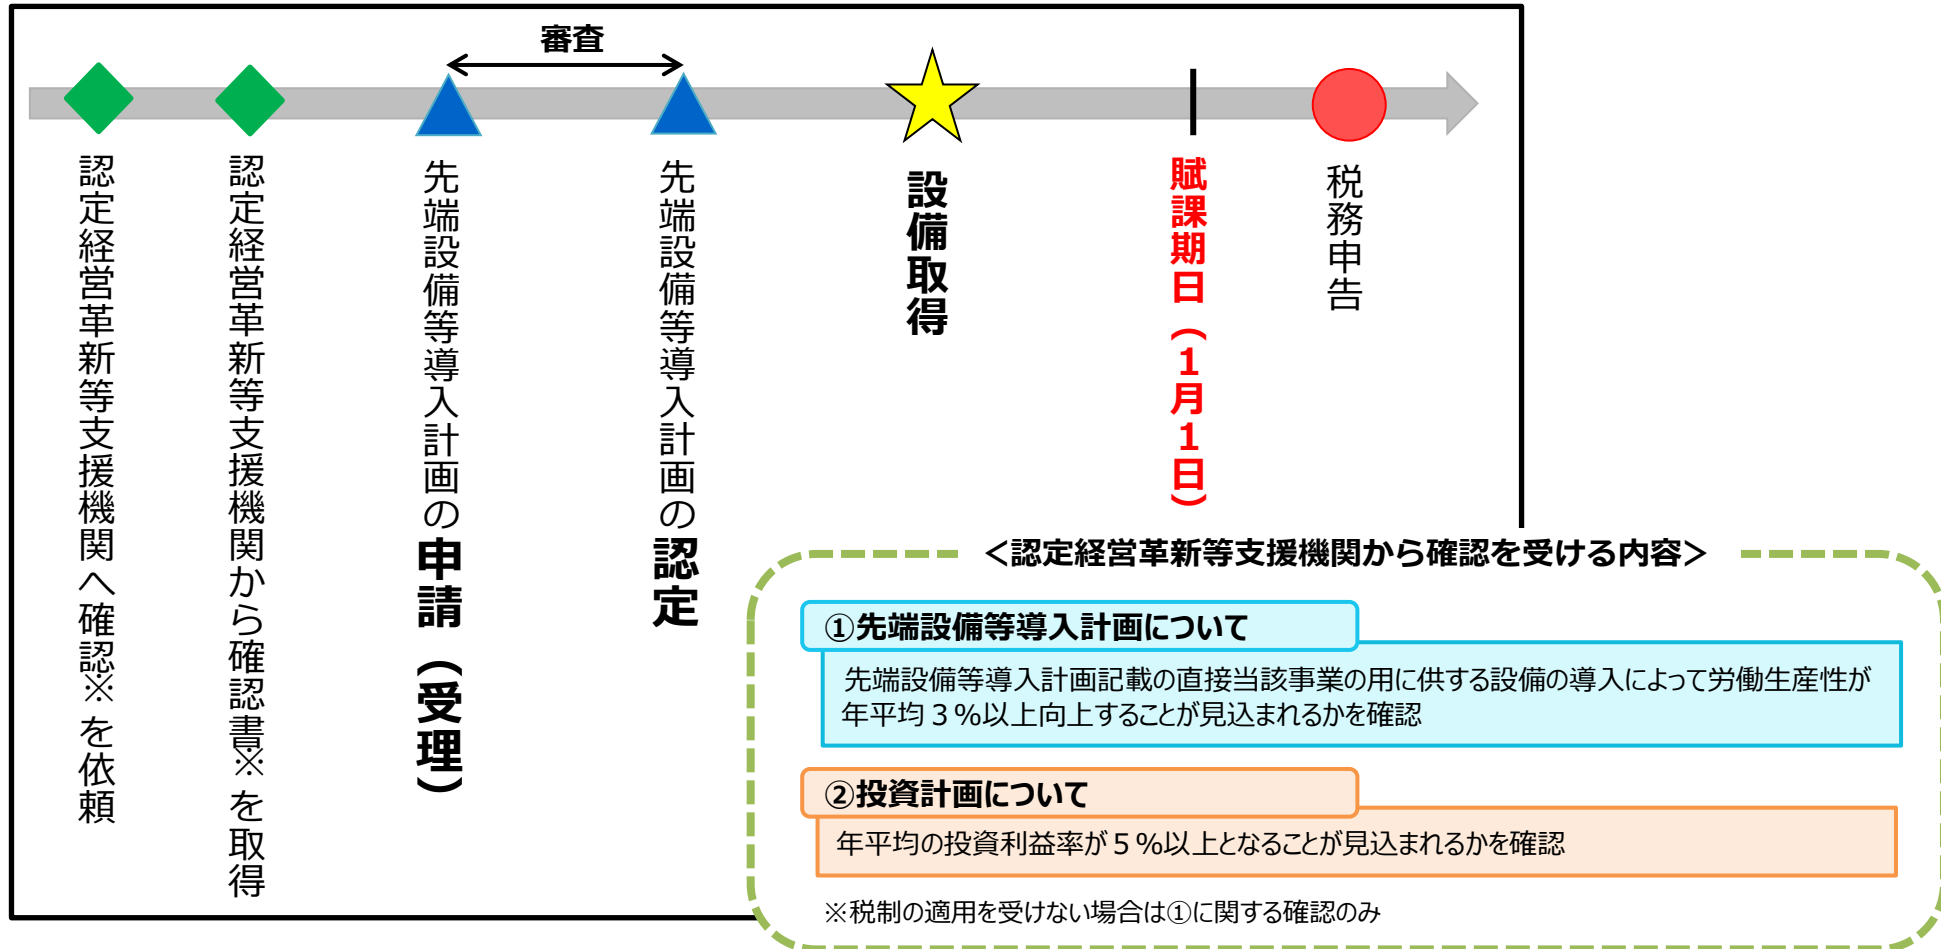 審査
認定経営革新等支援機関へ確認※を依頼
認定経営革新等支援機関から確認書※を取得
先端設備等導入計画の申請（受理）
先端設備等導入計画の認定
設備取得
賦課期日（１月１日）
税務申告
＜認定経営革新等支援機関から確認を受ける内容＞
①先端設備等導入計画について
先端設備等導入計画記載の直接当該事業の用に供する設備の導入によって労働生産性が
年平均３％以上向上することが見込まれるかを確認
②投資計画について
年平均の投資利益率が５％以上となることが見込まれるかを確認
※税制の適用を受けない場合は①に関する確認のみ